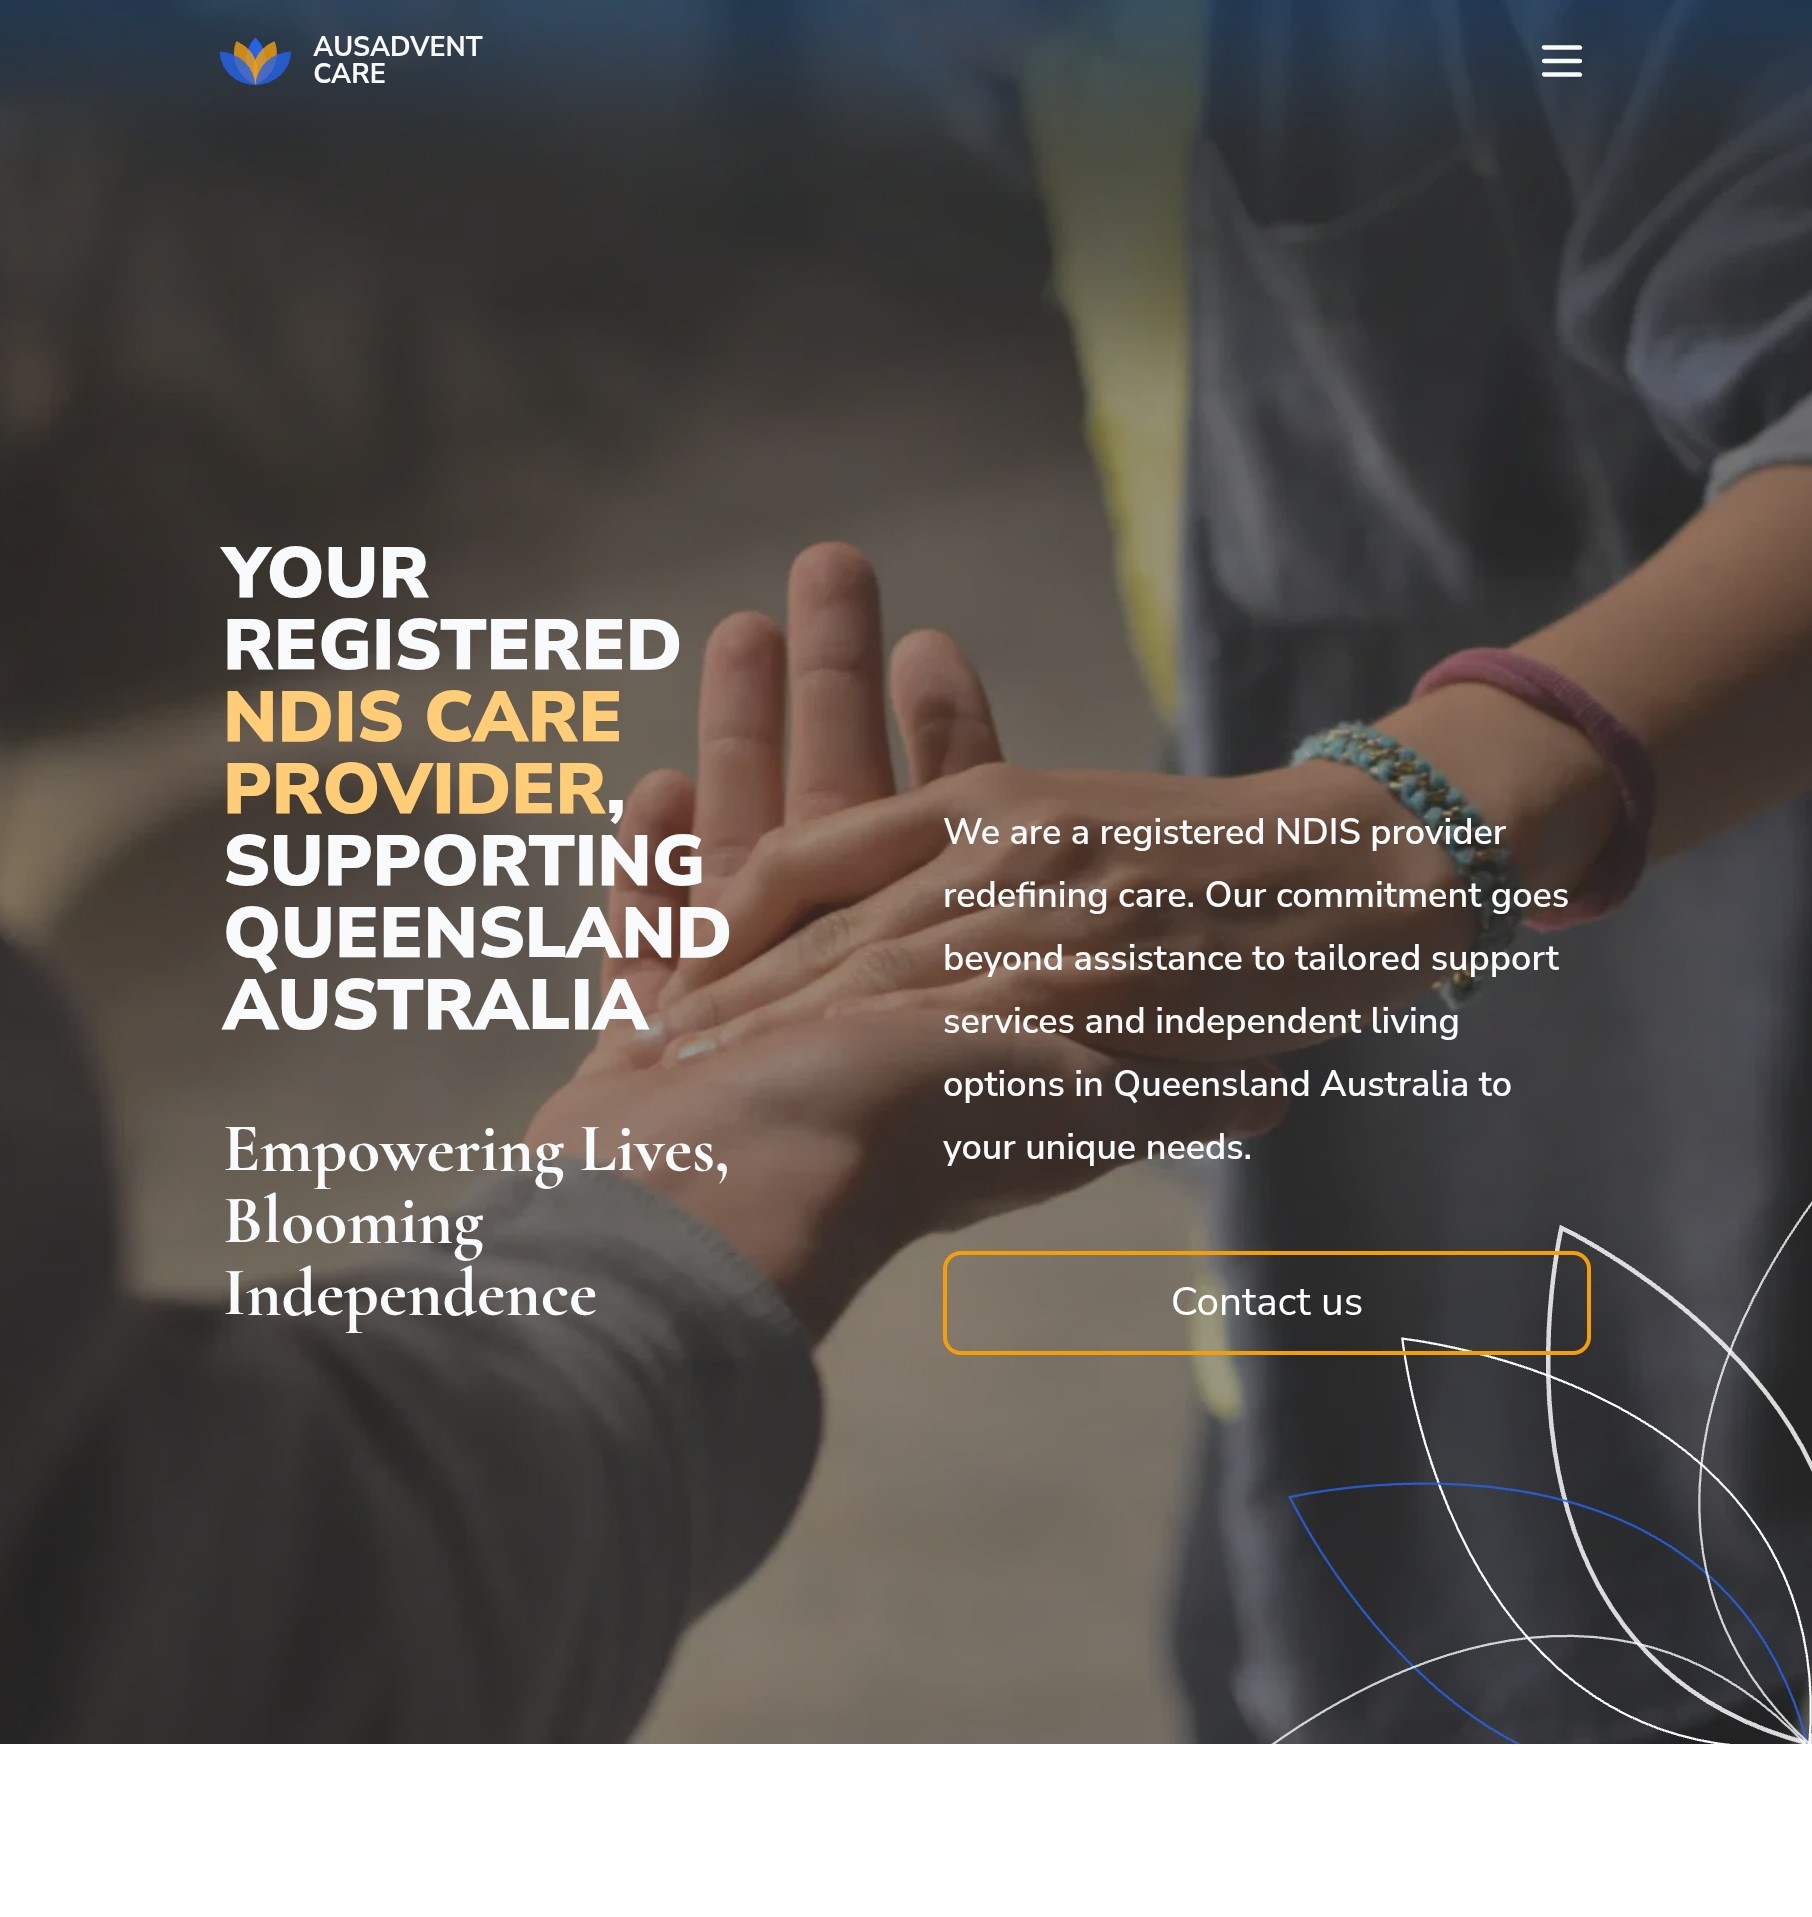 AUSADVENT
CARE
YOUR
REGISTERED
NDIS CARE
PROVIDER,
SUPPORTING
QUEENSLAND
AUSTRALIA
Empowering Lives,
Blooming
Independence
We are a registered NDIS provider
redefining care. Our commitment goes
beyond assistance to tailored support
services and independent living
options in Queensland Australia to
your unique needs.
Contact us